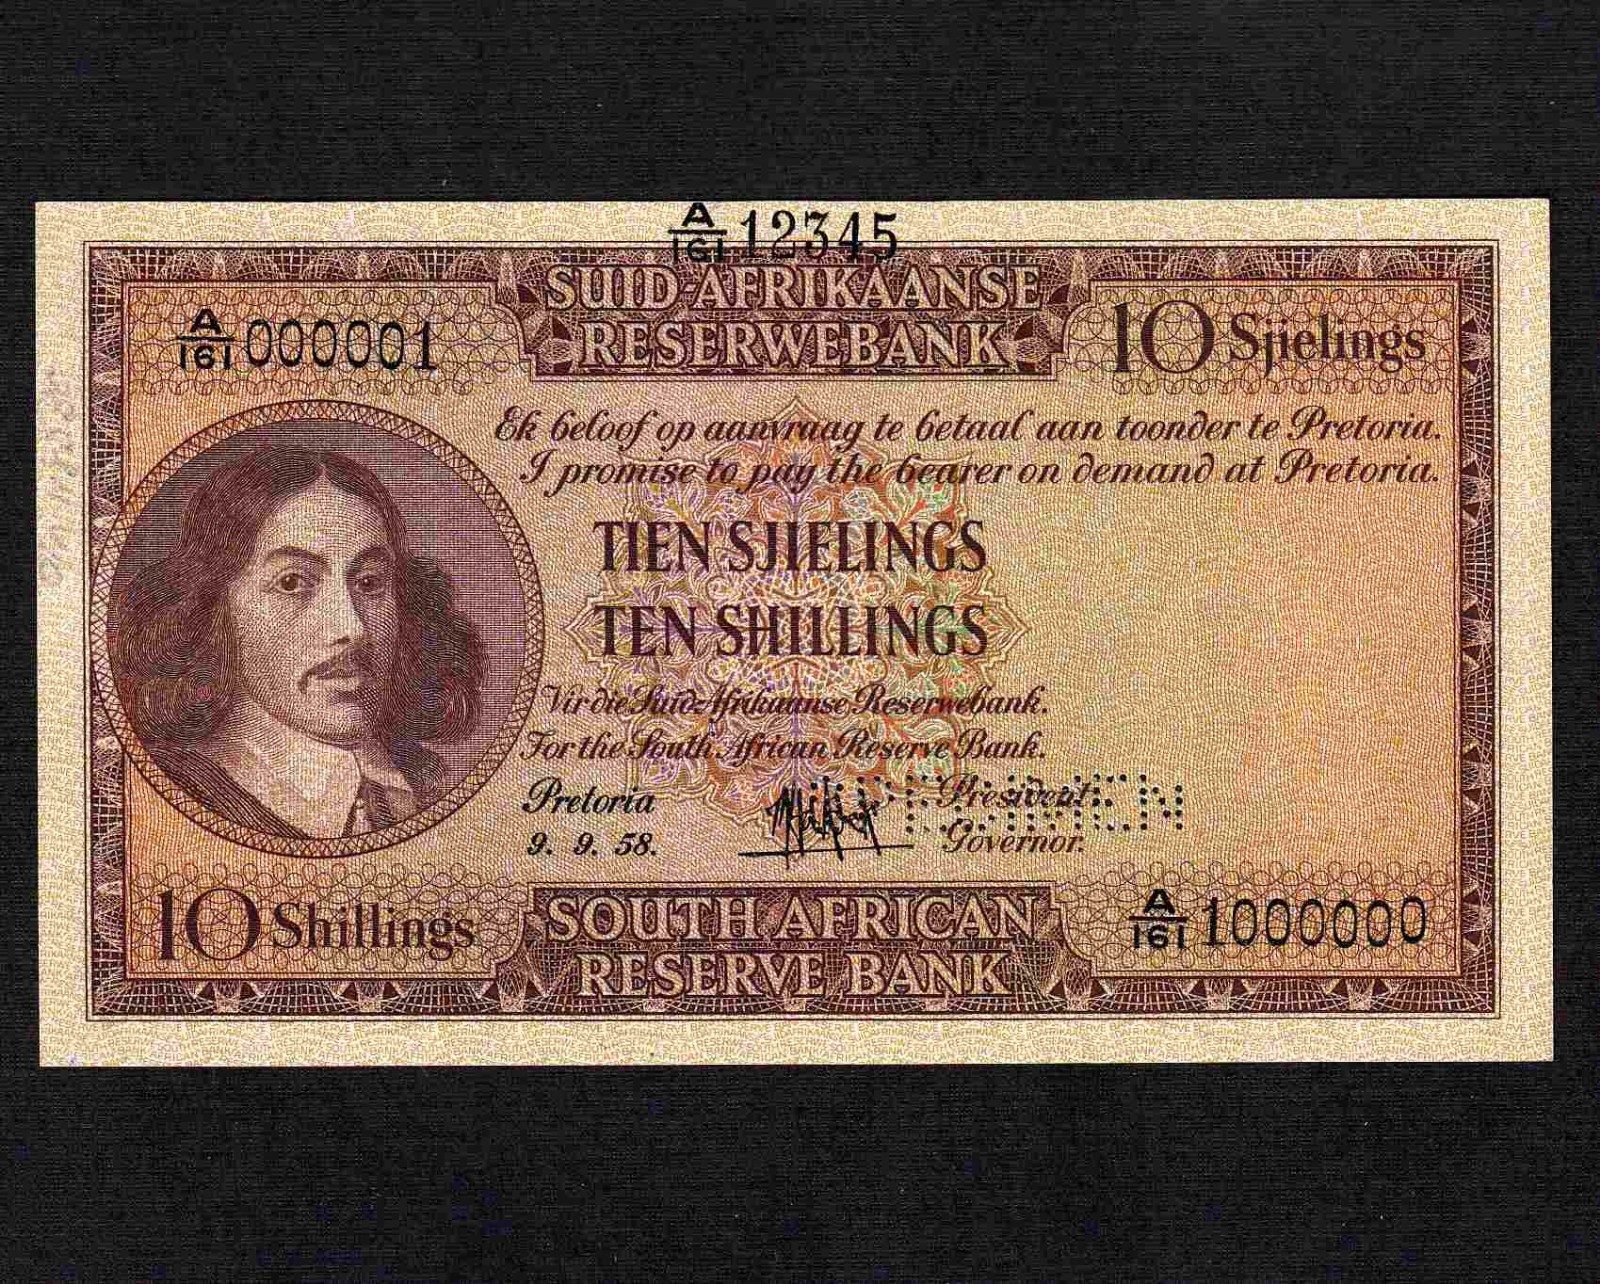 A/161 12345
SUID-AFRIKAANSE
RESERWEBANK
A/161 000001
10 Sjielings
Ek beloof op aanvraag te betaal aan toonder te Pretoria.
I promise to pay the bearer on demand at Pretoria.
TIEN SJIELINGS
TEN SHILLINGS
Vir die Suid-Afrikaanse Reserwebank.
For the South African Reserve Bank.
Pretoria
9. 9. 58.
President
Governor.
SPECIMEN
10 Shillings
SOUTH AFRICAN
RESERVE BANK
A/161 1000000